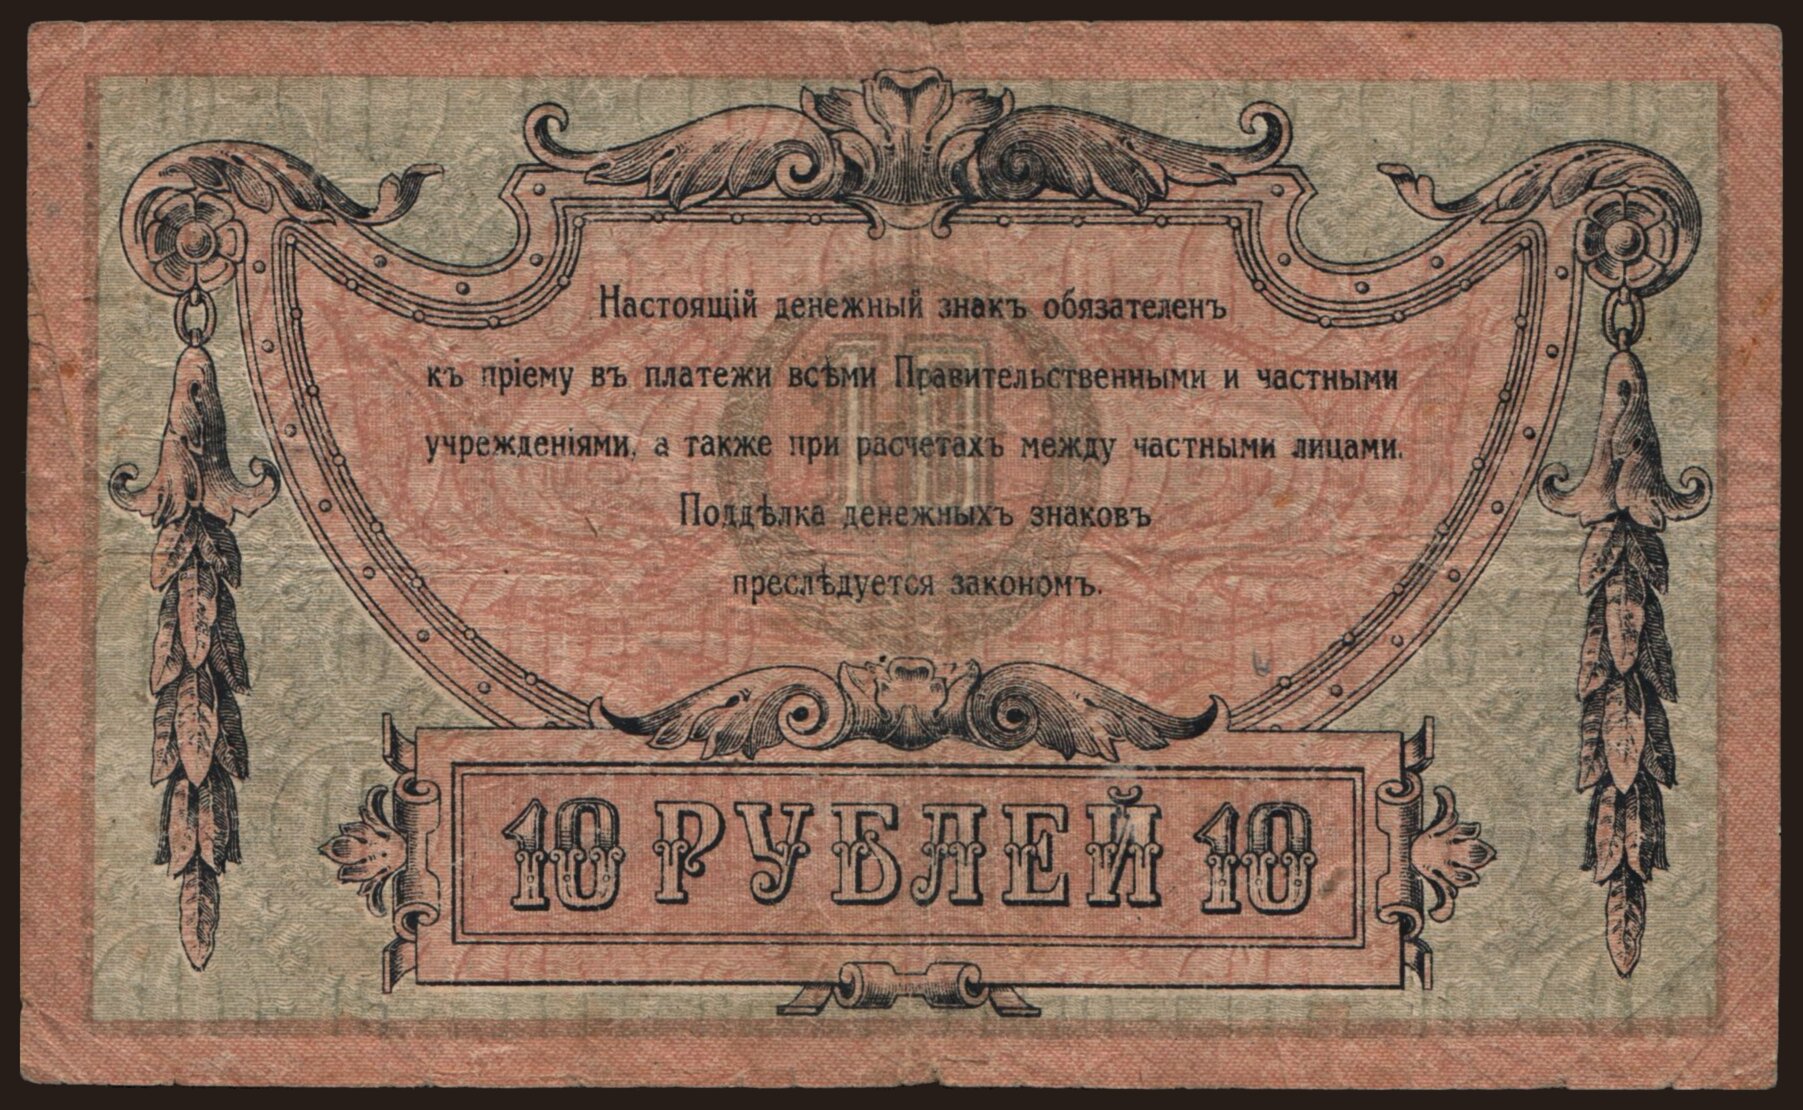 Настоящій денежный знакъ обязателенъ
къ пріему въ платежи всѣми Правительственными и частными
учрежденіями, а также при расчетахъ между частными лицами.
Поддѣлка денежныхъ знаковъ
преслѣдуется закономъ.
10
10 РУБЛЕЙ 10